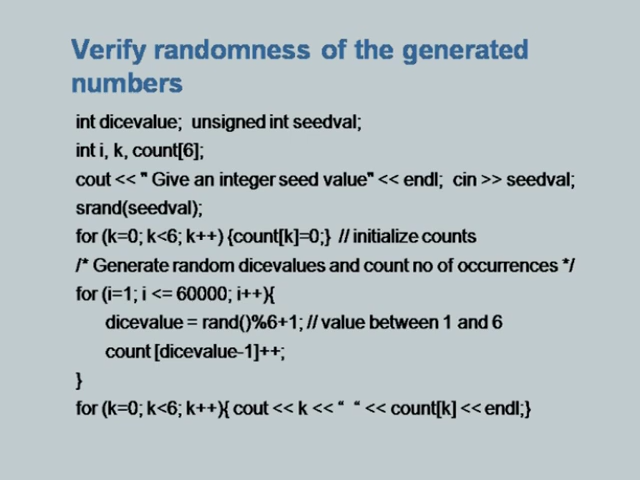 Verify randomness of the generated
numbers
int dicevalue;  unsigned int seedval;
int i, k, count[6];
cout << " Give an integer seed value" << endl;  cin >> seedval;
srand(seedval);
for (k=0; k<6; k++) {count[k]=0;}  // initialize counts
/* Generate random dicevalues and count no of occurrences */
for (i=1; i <= 60000; i++){
dicevalue = rand()%6+1; // value between 1 and 6
count [dicevalue-1]++;
}
for (k=0; k<6; k++){ cout << k << “  “ << count[k] << endl;}